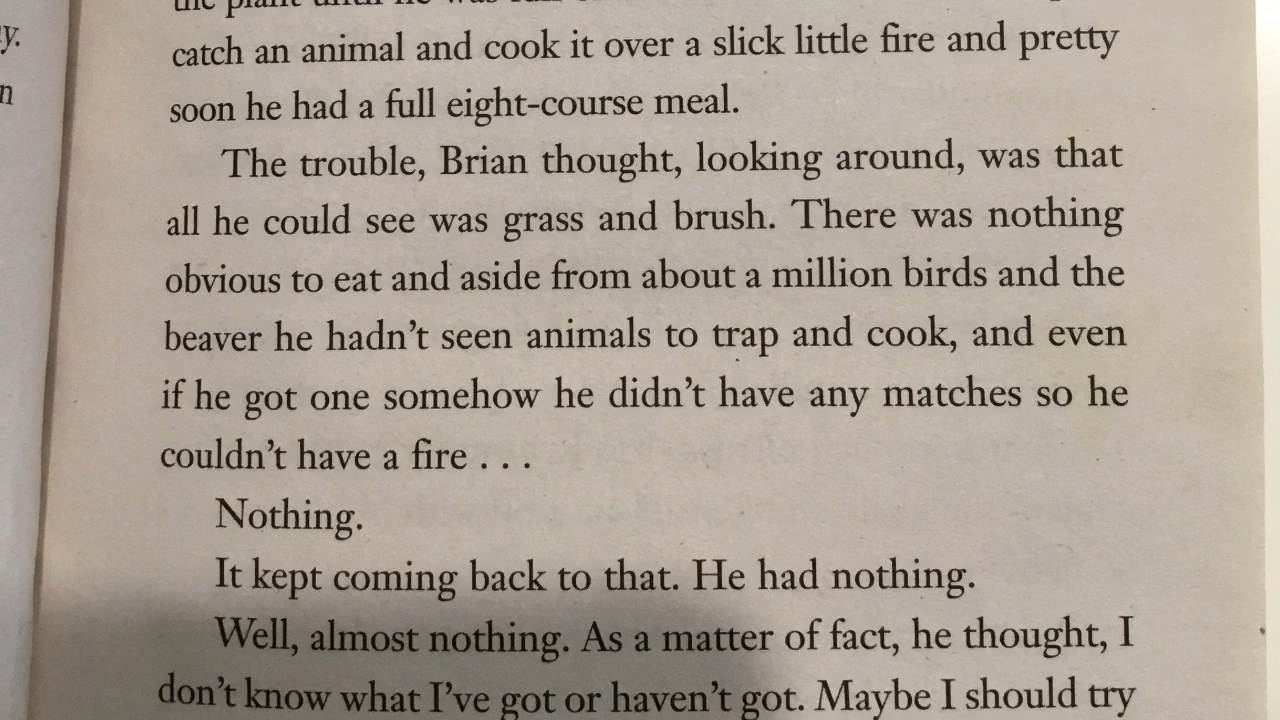 the plant until he was
y.
catch an animal and cook it over a slick little fire and pretty
n
soon he had a full eight-course meal.
The trouble, Brian thought, looking around, was that
all he could see was grass and brush. There was nothing
obvious to eat and aside from about a million birds and the
beaver he hadn't seen animals to trap and cook, and even
if he got one somehow he didn't have any matches so he
couldn't have a fire . . .
Nothing.
It kept coming back to that. He had nothing.
Well, almost nothing. As a matter of fact, he thought, I
don't know what I've got or haven't got. Maybe I should try